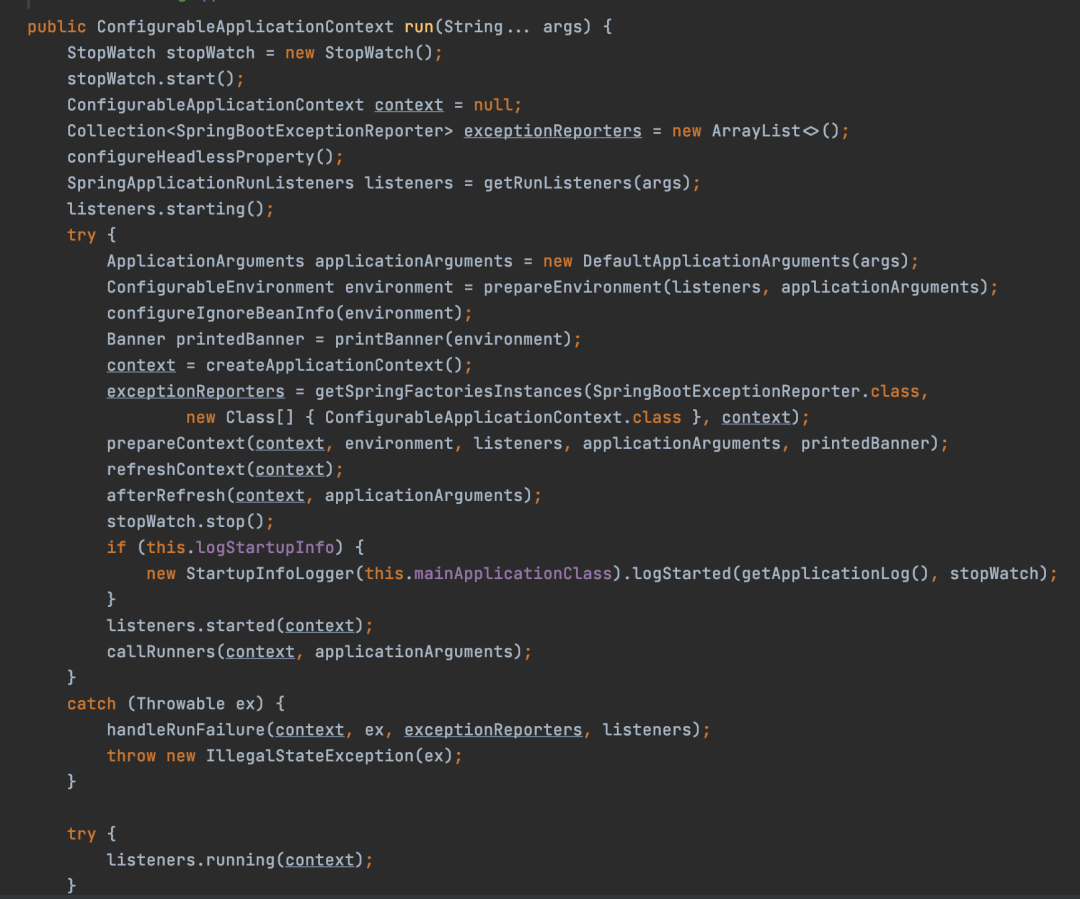 public ConfigurableApplicationContext run(String... args) {
StopWatch stopWatch = new StopWatch();
stopWatch.start();
ConfigurableApplicationContext context = null;
Collection<SpringBootExceptionReporter> exceptionReporters = new ArrayList<>();
configureHeadlessProperty();
SpringApplicationRunListeners listeners = getRunListeners(args);
listeners.starting();
try {
ApplicationArguments applicationArguments = new DefaultApplicationArguments(args);
ConfigurableEnvironment environment = prepareEnvironment(listeners, applicationArguments);
configureIgnoreBeanInfo(environment);
Banner printedBanner = printBanner(environment);
context = createApplicationContext();
exceptionReporters = getSpringFactoriesInstances(SpringBootExceptionReporter.class,
new Class[] { ConfigurableApplicationContext.class }, context);
prepareContext(context, environment, listeners, applicationArguments, printedBanner);
refreshContext(context);
afterRefresh(context, applicationArguments);
stopWatch.stop();
if (this.logStartupInfo) {
new StartupInfoLogger(this.mainApplicationClass).logStarted(getApplicationLog(), stopWatch);
}
listeners.started(context);
callRunners(context, applicationArguments);
}
catch (Throwable ex) {
handleRunFailure(context, ex, exceptionReporters, listeners);
throw new IllegalStateException(ex);
}
try {
listeners.running(context);
}